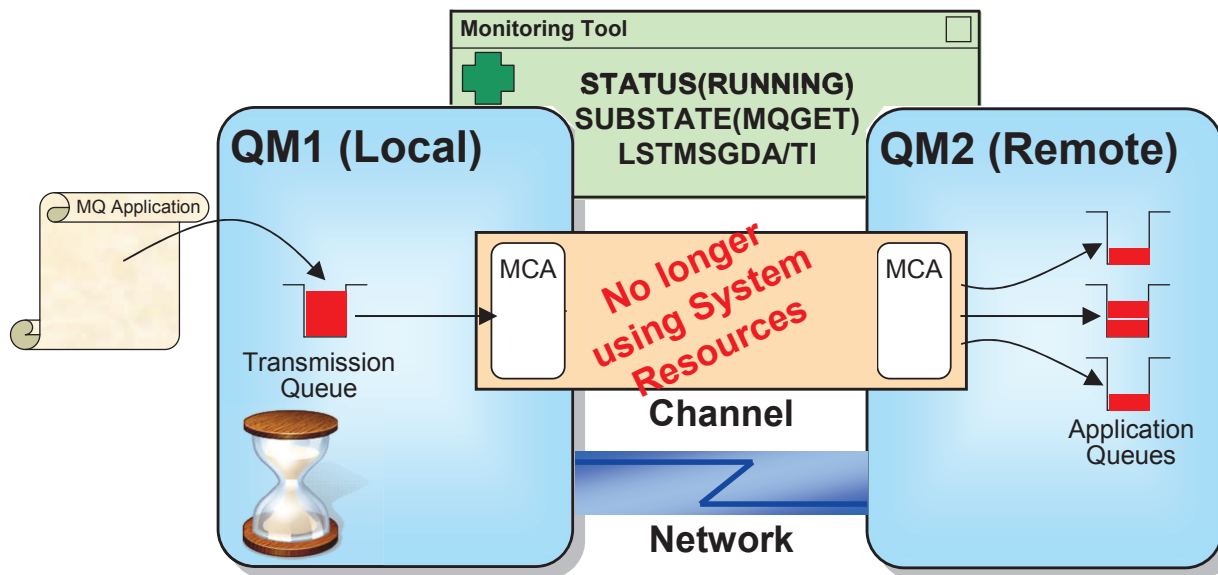 Monitoring Tool
STATUS(RUNNING)
SUBSTATE(MQGET)
LSTMSGDA/TI
QM1 (Local)
QM2 (Remote)
MQ Application
MCA
No longer
using System
Resources
MCA
Transmission
Queue
Channel
Application
Queues
Network